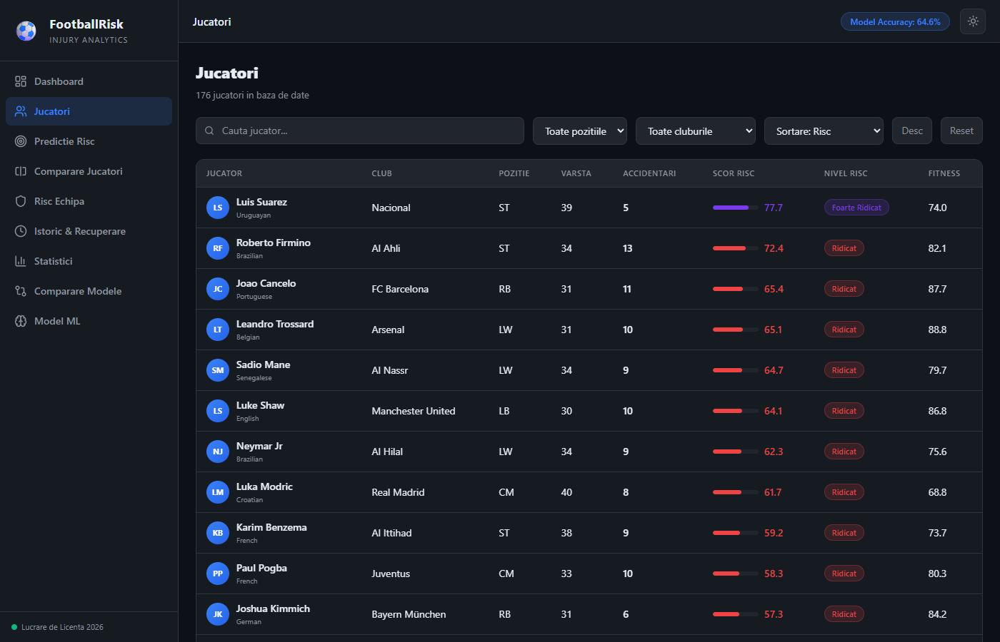 FootballRisk
INJURY ANALYTICS
Dashboard
Jucatori
Predictie Risc
Comparare Jucatori
Risc Echipa
Istoric & Recuperare
Statistici
Comparare Modele
Model ML
Lucrare de Licenta 2026
Jucatori
Model Accuracy: 64.6%
Jucatori
176 jucatori in baza de date
Cauta jucator...
Toate pozitiile
Toate cluburile
Sortare: Risc
Desc
Reset
JUCATOR CLUB POZITIE VARSTA ACCIDENTARI SCOR RISC NIVEL RISC FITNESS
LS Luis Suarez Nacional ST 39 5 77.7 Foarte Ridicat 74.0
Uruguayan
RF Roberto Firmino Al Ahli ST 34 13 72.4 Ridicat 82.1
Brazilian
JC Joao Cancelo FC Barcelona RB 31 11 65.4 Ridicat 87.7
Portuguese
LT Leandro Trossard Arsenal LW 31 10 65.1 Ridicat 88.8
Belgian
SM Sadio Mane Al Nassr LW 34 9 64.7 Ridicat 79.7
Senegalese
LS Luke Shaw Manchester United LB 30 10 64.1 Ridicat 86.8
English
NJ Neymar Jr Al Hilal LW 34 9 62.3 Ridicat 75.6
Brazilian
LM Luka Modric Real Madrid CM 40 8 61.7 Ridicat 68.8
Croatian
KB Karim Benzema Al Ittihad ST 38 9 59.2 Ridicat 73.7
French
PP Paul Pogba Juventus CM 33 10 58.3 Ridicat 80.3
French
JK Joshua Kimmich Bayern München RB 31 6 57.3 Ridicat 84.2
German